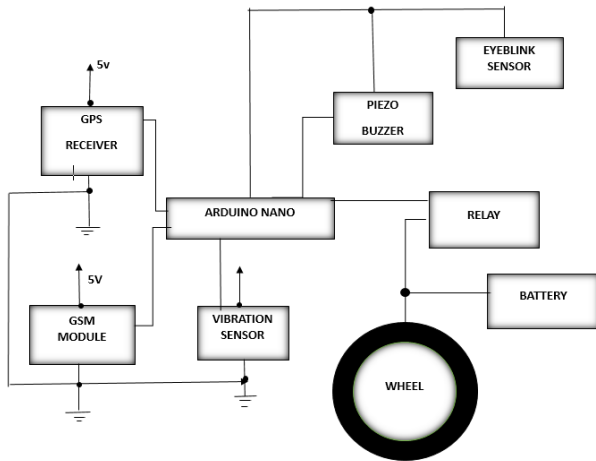 EYEBLINK
SENSOR
5v
PIEZO
BUZZER
GPS
RECEIVER
ARDUINO NANO
RELAY
5V
BATTERY
GSM
MODULE
VIBRATION
SENSOR
WHEEL